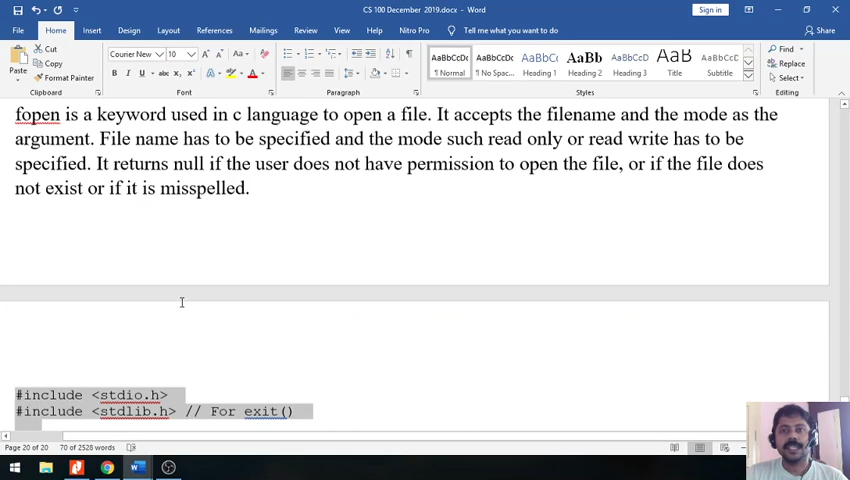 CS 100 December 2019.docx - Word
Sign in
File Home Insert Design Layout References Mailings Review View Help Nitro Pro Tell me what you want to do Share
Cut
Copy
Format Painter
Paste
Clipboard
Courier New 10
Font
Paragraph
AaBbCcDc AaBbCcDc AaBbC AaBb AaBbCcD AaB AaBbCcD
¶ Normal ¶ No Spac... Heading 1 Heading 2 Heading 3 Title Subtitle
Styles
Find
Replace
Select
Editing
fopen is a keyword used in c language to open a file. It accepts the filename and the mode as the
argument. File name has to be specified and the mode such read only or read write has to be
specified. It returns null if the user does not have permission to open the file, or if the file does
not exist or if it is misspelled.
#include <stdio.h>
#include <stdlib.h> // For exit()
Page 20 of 20 70 of 2528 words